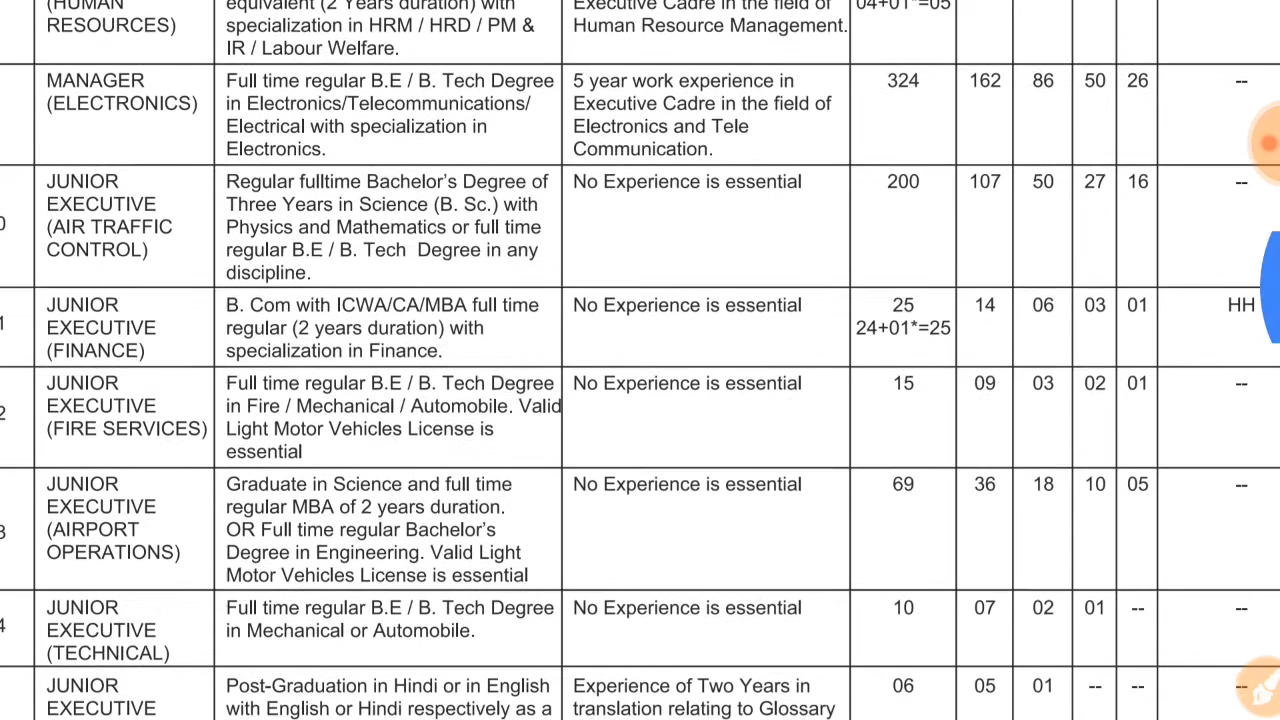 (HUMAN
RESOURCES)
equivalent (2 Years duration) with
specialization in HRM / HRD / PM &
IR / Labour Welfare.
Executive Cadre in the field of
Human Resource Management.
04+01*=05
MANAGER
(ELECTRONICS)
Full time regular B.E / B. Tech Degree
in Electronics/Telecommunications/
Electrical with specialization in
Electronics.
5 year work experience in
Executive Cadre in the field of
Electronics and Tele
Communication.
324
162
86
50
26
--
0
JUNIOR
EXECUTIVE
(AIR TRAFFIC
CONTROL)
Regular fulltime Bachelor's Degree of
Three Years in Science (B. Sc.) with
Physics and Mathematics or full time
regular B.E / B. Tech Degree in any
discipline.
No Experience is essential
200
107
50
27
16
--
1
JUNIOR
EXECUTIVE
(FINANCE)
B. Com with ICWA/CA/MBA full time
regular (2 years duration) with
specialization in Finance.
No Experience is essential
25
24+01*=25
14
06
03
01
HH
2
JUNIOR
EXECUTIVE
(FIRE SERVICES)
Full time regular B.E / B. Tech Degree
in Fire / Mechanical / Automobile. Valid
Light Motor Vehicles License is
essential
No Experience is essential
15
09
03
02
01
--
3
JUNIOR
EXECUTIVE
(AIRPORT
OPERATIONS)
Graduate in Science and full time
regular MBA of 2 years duration.
OR Full time regular Bachelor's
Degree in Engineering. Valid Light
Motor Vehicles License is essential
No Experience is essential
69
36
18
10
05
--
4
JUNIOR
EXECUTIVE
(TECHNICAL)
Full time regular B.E / B. Tech Degree
in Mechanical or Automobile.
No Experience is essential
10
07
02
01
--
--
JUNIOR
EXECUTIVE
Post-Graduation in Hindi or in English
with English or Hindi respectively as a
Experience of Two Years in
translation relating to Glossary
06
05
01
--
--
--